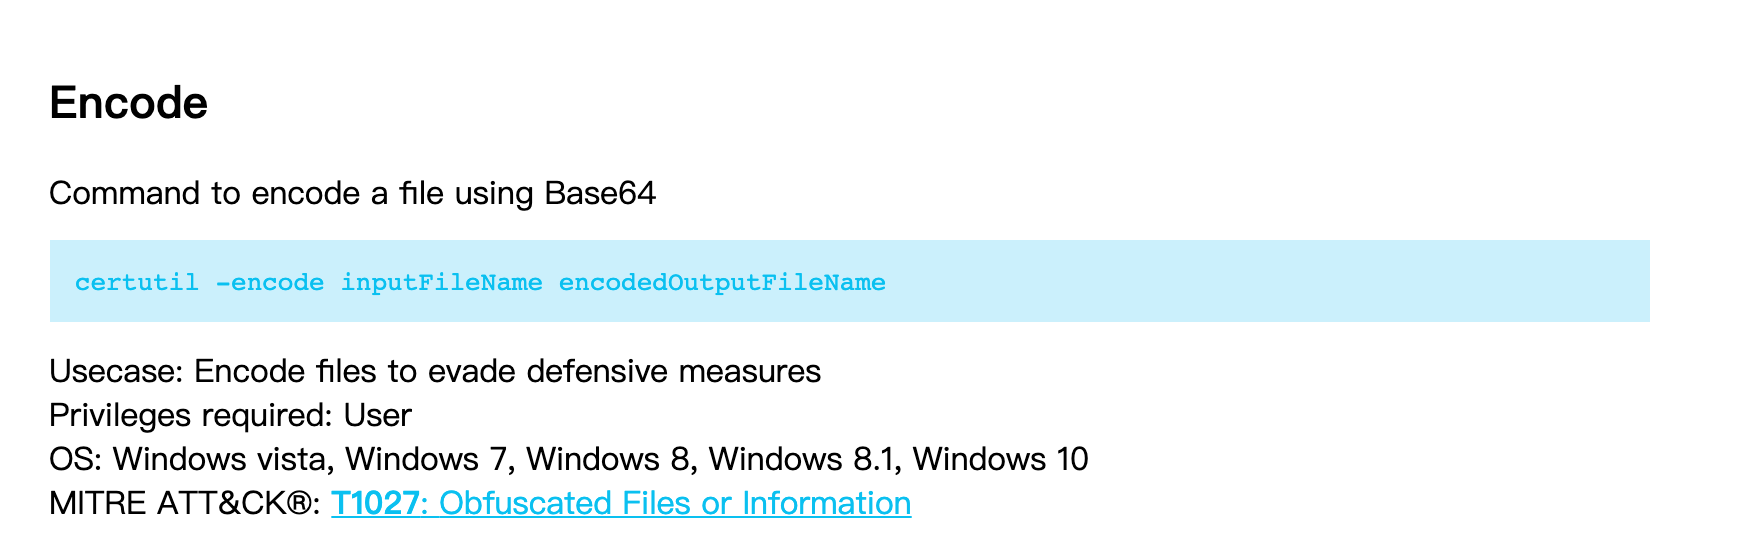 Encode
Command to encode a file using Base64
certutil -encode inputFileName encodedOutputFileName
Usecase: Encode files to evade defensive measures
Privileges required: User
OS: Windows vista, Windows 7, Windows 8, Windows 8.1, Windows 10
MITRE ATT&CK®: T1027: Obfuscated Files or Information